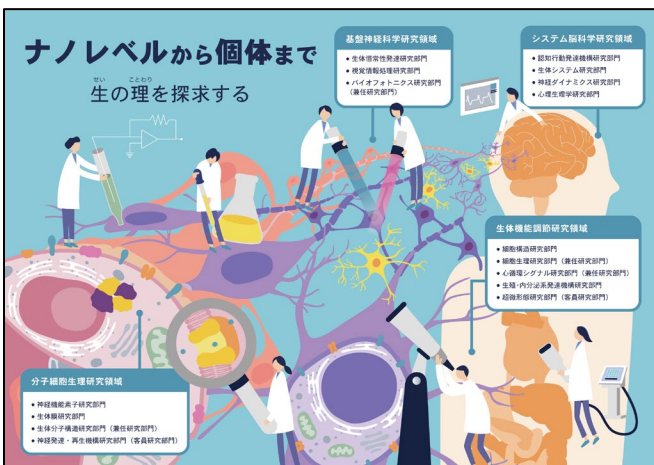 ナノレベルから個体まで
せい ことわり
生の理を探求する
基盤神経科学研究領域
• 生体恒常性発達研究部門
• 視覚情報処理研究部門
• バイオフォトニクス研究部門
(兼任研究部門)
システム脳科学研究領域
• 認知行動発達機構研究部門
• 生体システム研究部門
• 神経ダイナミクス研究部門
• 心理生理学研究部門
生体機能調節研究領域
• 細胞構造研究部門
• 細胞生理研究部門(兼任研究部門)
• 心循環シグナル研究部門(兼任研究部門)
• 生殖・内分泌系発達機構研究部門
• 超微形態研究部門(客員研究部門)
分子細胞生理研究領域
• 神経機能素子研究部門
• 生体膜研究部門
• 生体分子構造研究部門(兼任研究部門)
• 神経発達・再生機構研究部門(客員研究部門)